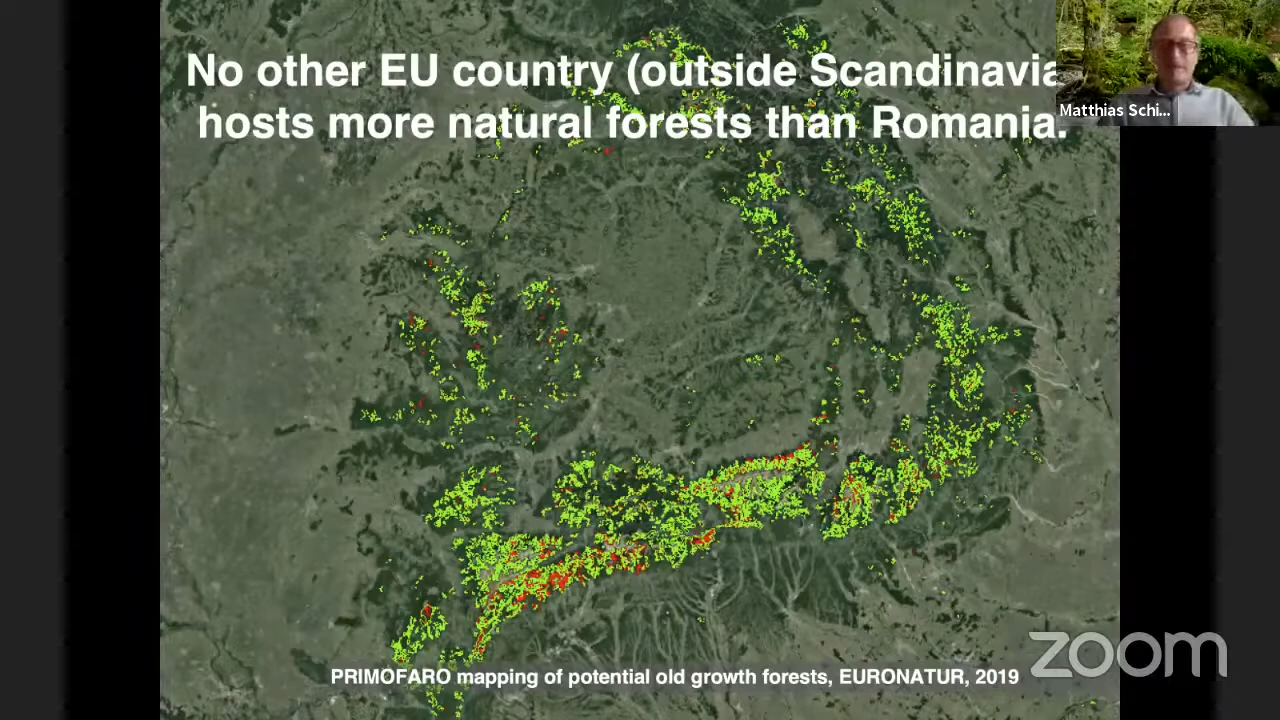 No other EU country (outside Scandinavia
hosts more natural forests than Romania.
Matthias Schi...
PRIMOFARO mapping of potential old growth forests, EURONATUR, 2019
zoom